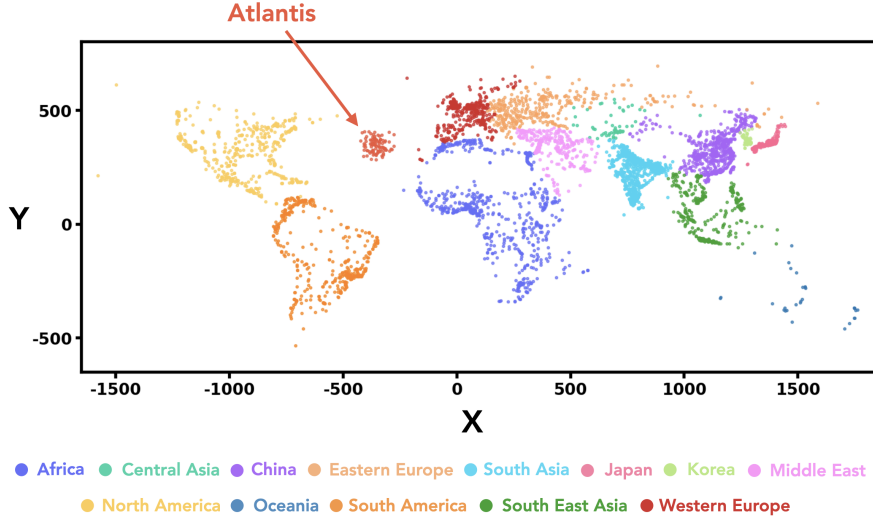 Atlantis
500
Y
0
-500
-1500 -1000 -500 0 500 1000 1500
X
Africa Central Asia China Eastern Europe South Asia Japan Korea Middle East
North America Oceania South America South East Asia Western Europe